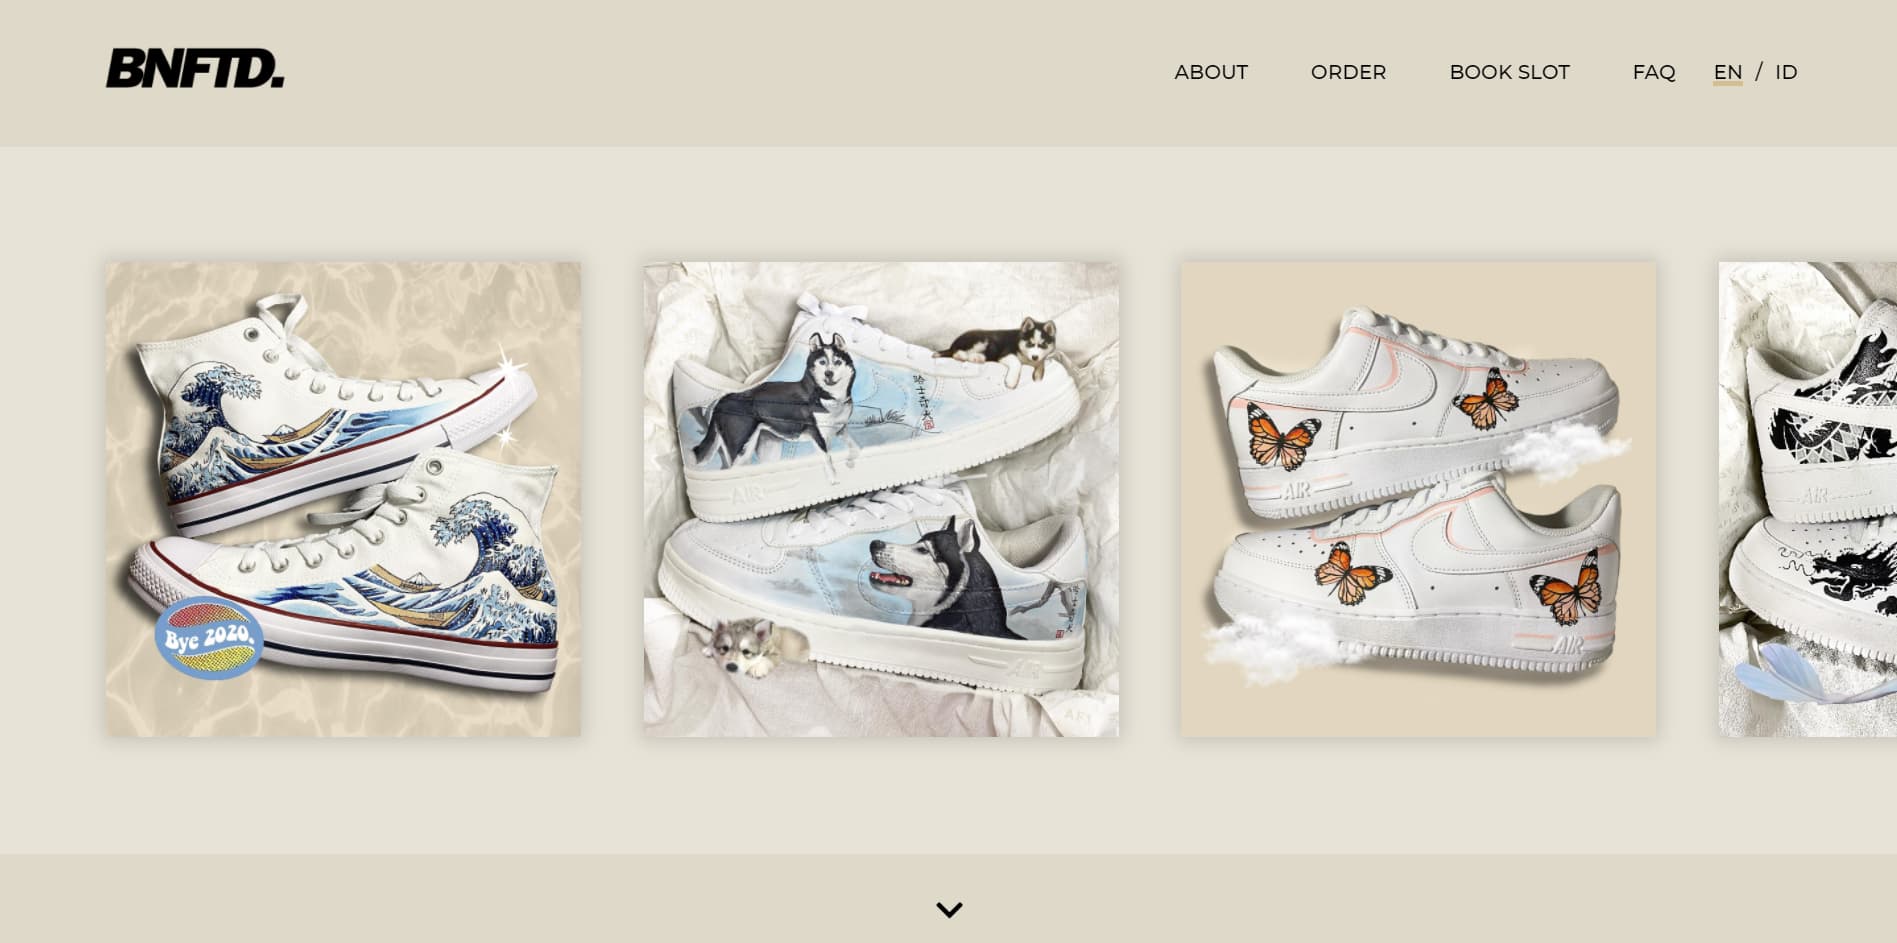 BNFTD.
ABOUT
ORDER
BOOK SLOT
FAQ
EN / ID
Bye 2020.
哈士奇犬
AIR
AIR
AIR
AIR
AIR
AF1